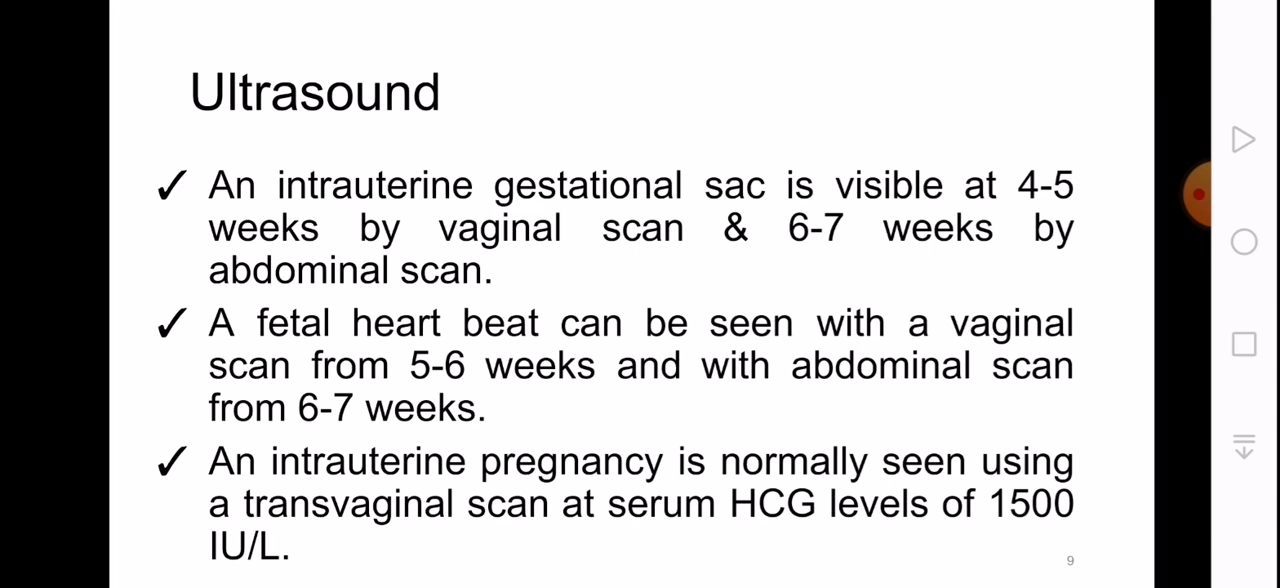 Ultrasound
✓ An intrauterine gestational sac is visible at 4-5
weeks by vaginal scan & 6-7 weeks by
abdominal scan.
✓ A fetal heart beat can be seen with a vaginal
scan from 5-6 weeks and with abdominal scan
from 6-7 weeks.
✓ An intrauterine pregnancy is normally seen using
a transvaginal scan at serum HCG levels of 1500
IU/L.
9